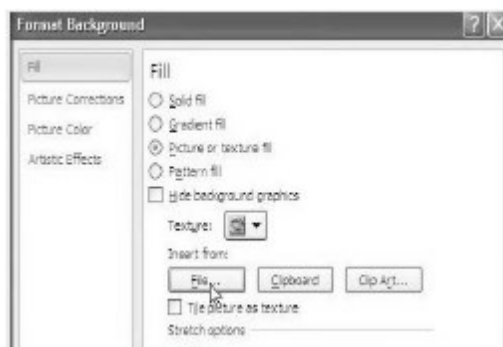 Format Background
Fill
Picture Corrections
Picture Color
Artistic Effects
Fill
Solid fill
Gradient fill
Picture or texture fill
Pattern fill
Hide background graphics
Texture:
Insert from:
File... Clipboard Clip Art...
Tile picture as texture
Stretch options